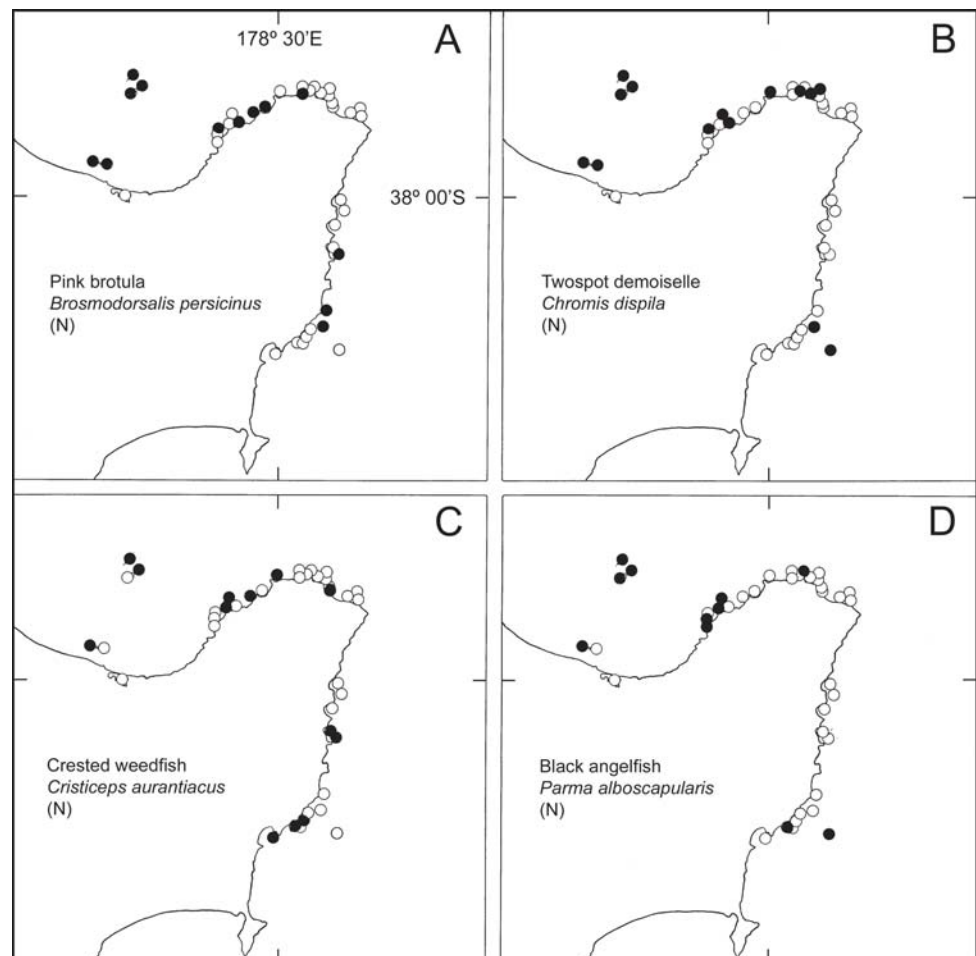 178º 30'E
A
38º 00'S
Pink brotula
Brosmodorsalis persicinus
(N)
B
Twospot demoiselle
Chromis dispila
(N)
C
Crested weedfish
Cristiceps aurantiacus
(N)
D
Black angelfish
Parma alboscapularis
(N)